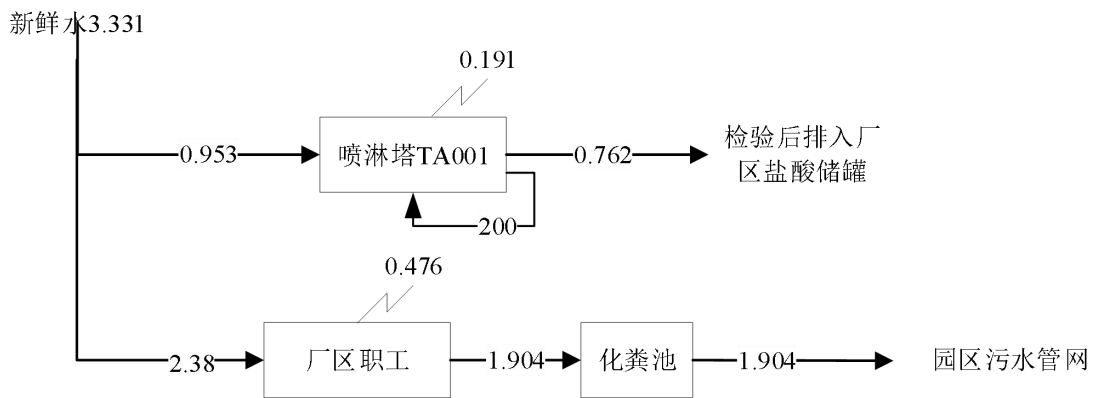 新鲜水3.331
0.191
0.953
喷淋塔TA001
0.762
检验后排入厂
区盐酸储罐
200
0.476
2.38
厂区职工
1.904
化粪池
1.904
园区污水管网